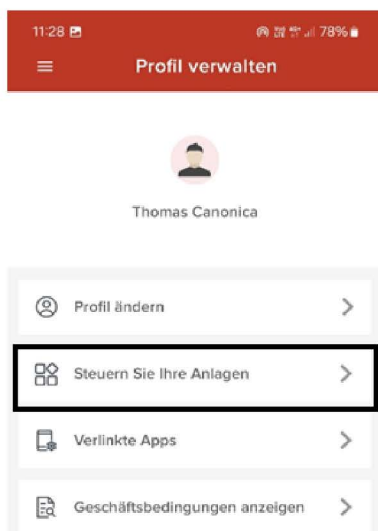 11:28 78%
Profil verwalten
Thomas Canonica
Profil ändern
Steuern Sie Ihre Anlagen
Verlinkte Apps
Geschäftsbedingungen anzeigen